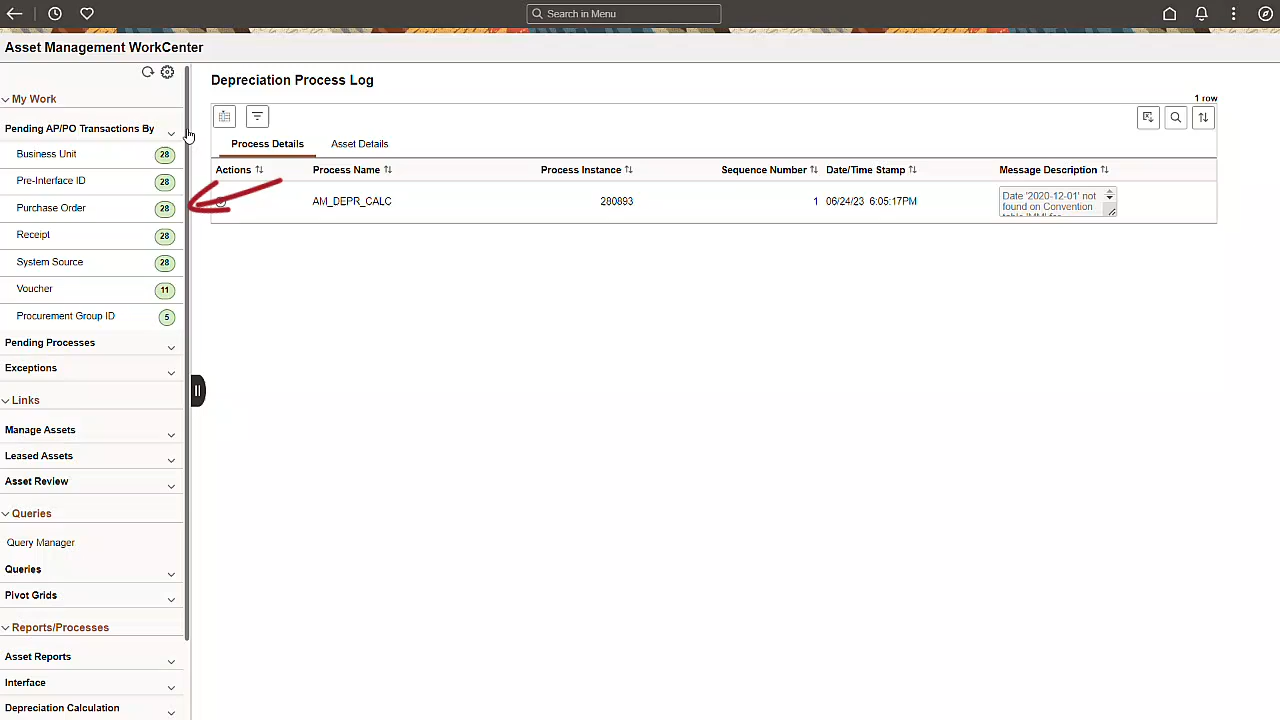 Search in Menu
Asset Management WorkCenter
My Work
Pending AP/PO Transactions By
Business Unit 28
Pre-Interface ID 28
Purchase Order 28
Receipt 28
System Source 28
Voucher 11
Procurement Group ID 5
Pending Processes
Exceptions
Links
Manage Assets
Leased Assets
Asset Review
Queries
Query Manager
Queries
Pivot Grids
Reports/Processes
Asset Reports
Interface
Depreciation Calculation
Depreciation Process Log
1 row
Process Details Asset Details
Actions Process Name Process Instance Sequence Number Date/Time Stamp Message Description
AM_DEPR_CALC 280893 1 06/24/23 6:05:17PM
Date '2020-12-01' not
found on Convention